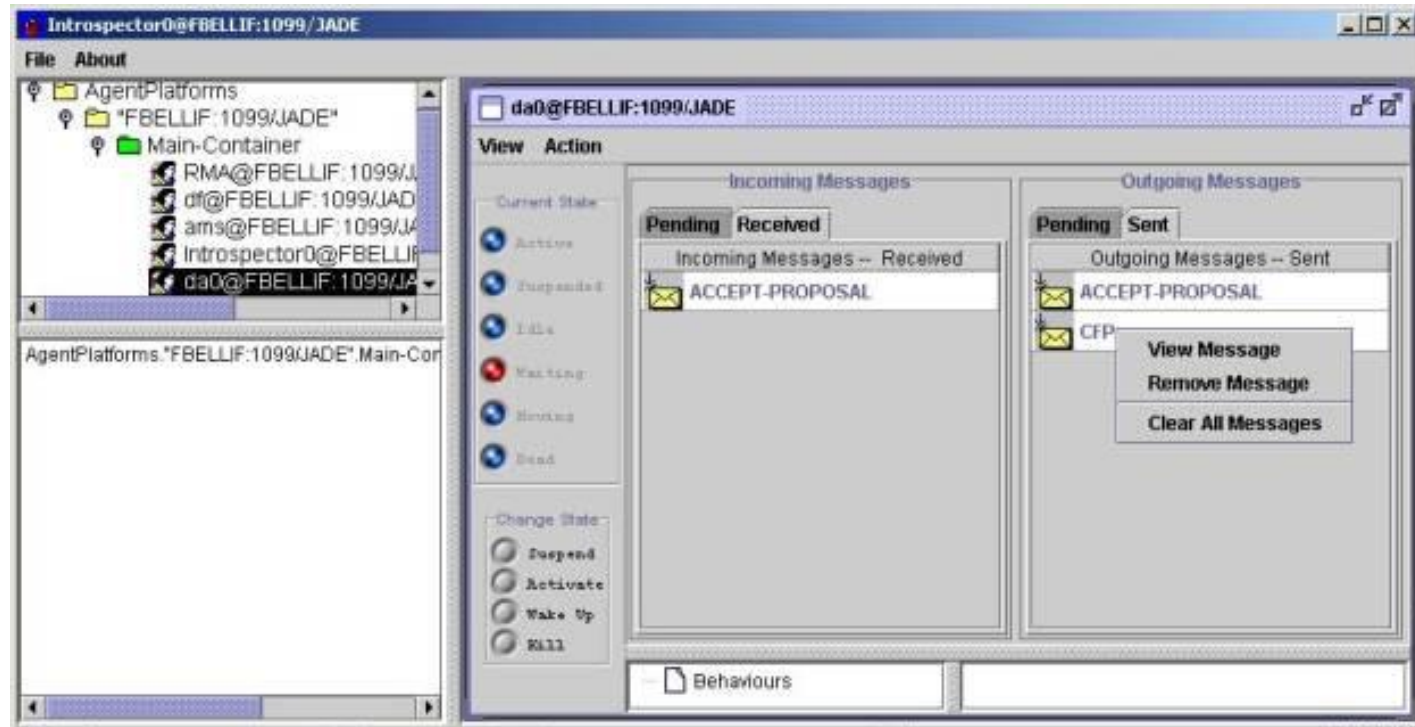 Introspector0@FBELLIF:1099/JADE
File About
AgentPlatforms
"FBELLIF:1099/JADE"
Main-Container
RMA@FBELLIF:1099/J
df@FBELLIF:1099/JAD
ams@FBELLIF:1099/JA
Introspector0@FBELLIF
da0@FBELLIF:1099/JA
AgentPlatforms."FBELLIF:1099/JADE".Main-Con
da0@FBELLIF:1099/JADE
View Action
Current State
Active
Suspended
Idle
Waiting
Moving
Dead
Change State
Suspend
Activate
Wake Up
Kill
Incoming Messages
Pending Received
Incoming Messages -- Received
ACCEPT-PROPOSAL
Outgoing Messages
Pending Sent
Outgoing Messages -- Sent
ACCEPT-PROPOSAL
CFP
View Message
Remove Message
Clear All Messages
Behaviours